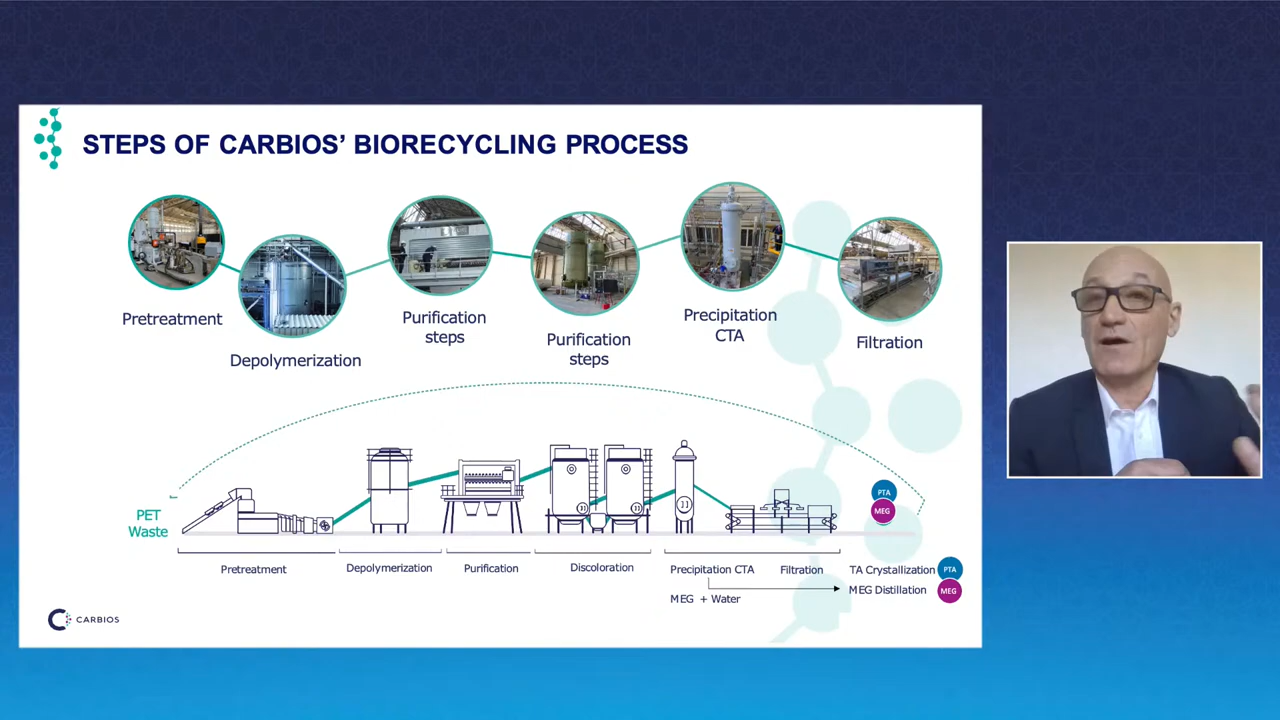 STEPS OF CARBIOS’ BIORECYCLING PROCESS
Pretreatment
Depolymerization
Purification
steps
Purification
steps
Precipitation
CTA
Filtration
PET
Waste
PTA
MEG
Pretreatment
Depolymerization
Purification
Discoloration
Precipitation CTA
Filtration
TA Crystallization
PTA
MEG + Water
MEG Distillation
MEG
CARBIOS